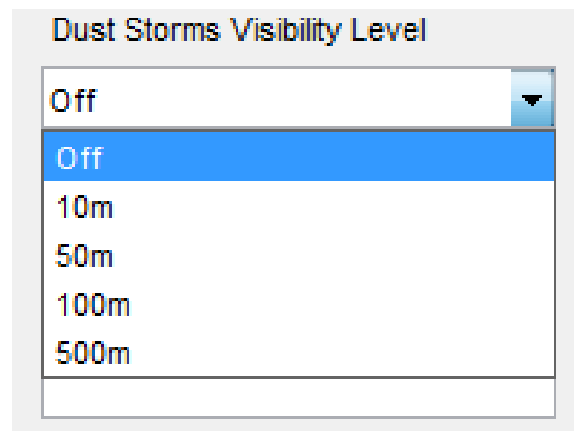 Dust Storms Visibility Level
Off
Off
10m
50m
100m
500m